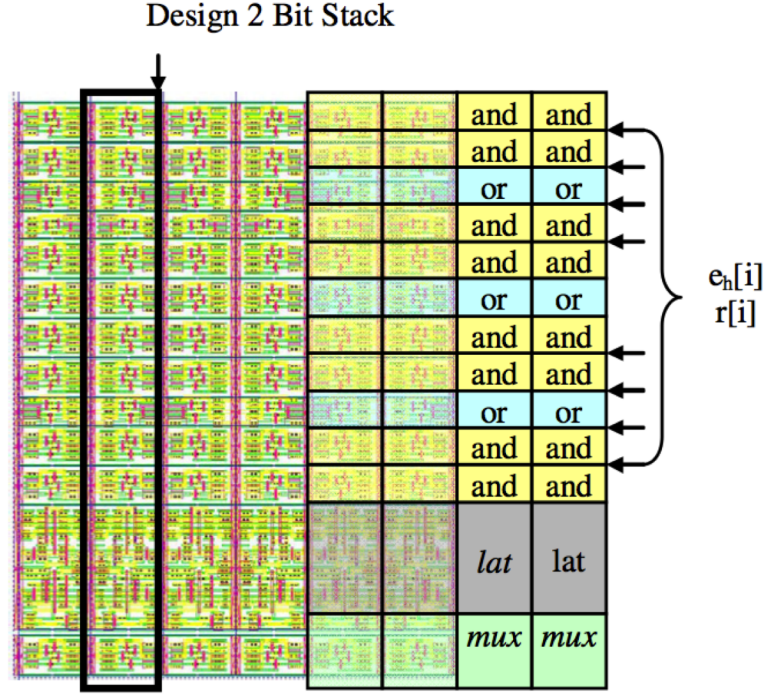 Design 2 Bit Stack
and and
and and
or or
and and
and and
or or
and and
and and
or or
and and
and and
lat lat
mux mux
eh[i]
r[i]